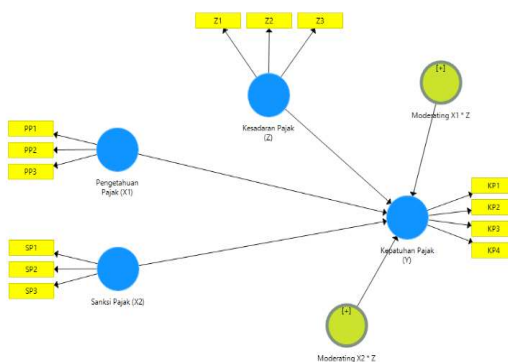 Z1
Z2
Z3
Kesadaran Pajak
(Z)
[+]
Moderating X1 * Z
PP1
PP2
PP3
Pengetahuan
Pajak (X1)
KP1
KP2
KP3
KP4
Kepatuhan Pajak
(Y)
SP1
SP2
SP3
Sanksi Pajak (X2)
[+]
Moderating X2 * Z